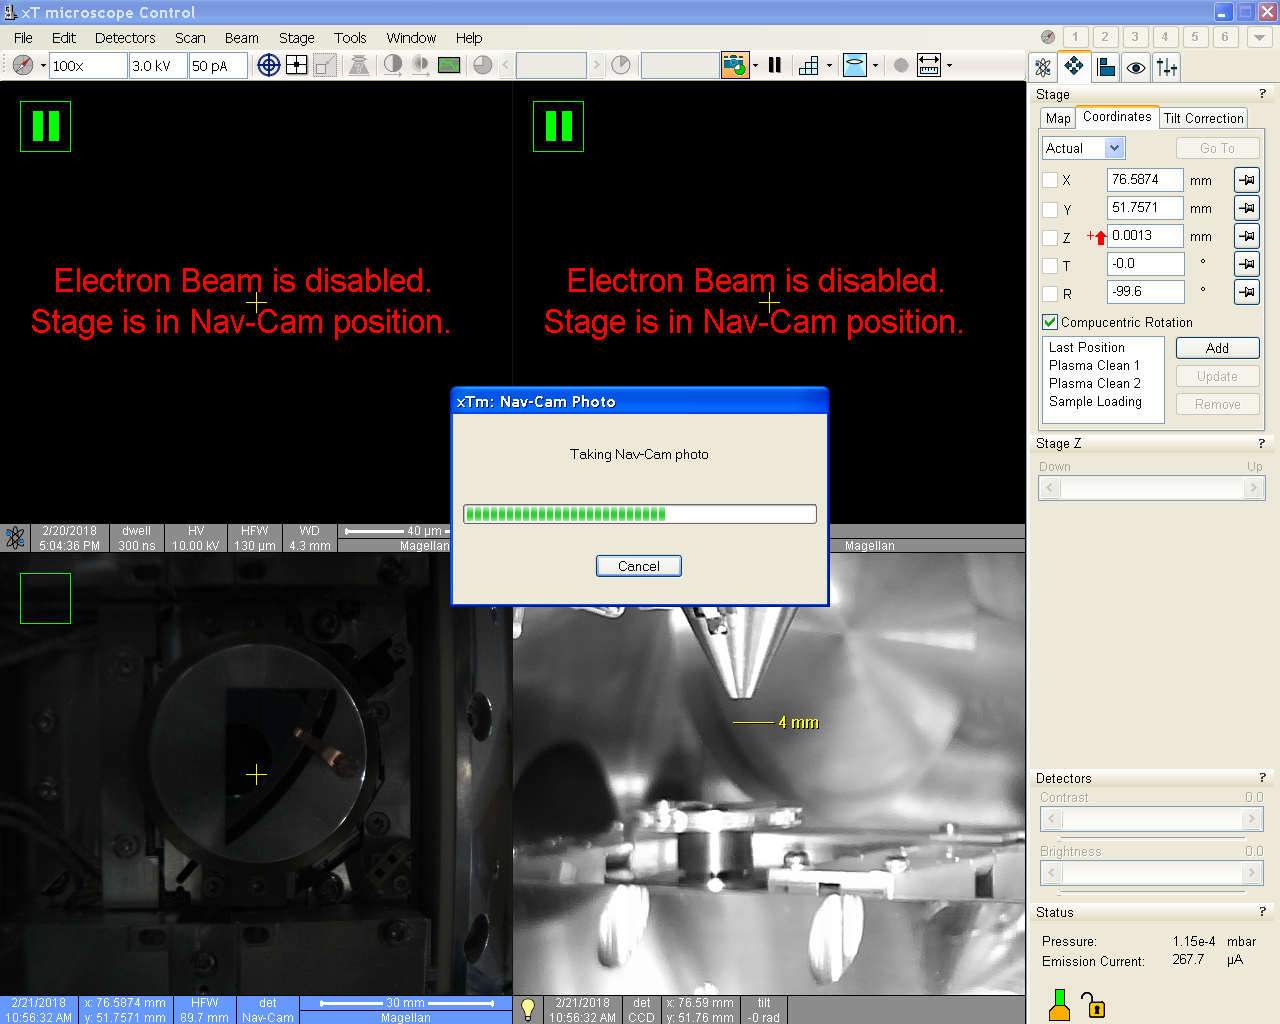 xT microscope Control
File Edit Detectors Scan Beam Stage Tools Window Help
1 2 3 4 5 6
100x 3.0 kV 50 pA
Electron Beam is disabled.
Stage is in Nav-Cam position.
Electron Beam is disabled.
Stage is in Nav-Cam position.
xTm: Nav-Cam Photo
Taking Nav-Cam photo
Cancel
2/20/2018 dwell HV HFW WD 40 µm
5:04:36 PM 300 ns 10.00 kV 130 µm 4.3 mm Magellan
Magellan
4 mm
2/21/2018 x: 76.5874 mm HFW det 30 mm
10:56:32 AM y: 51.7571 mm 89.7 mm Nav-Cam Magellan
2/21/2018 det x: 76.59 mm tilt
10:56:32 AM CCD y: 51.76 mm -0 rad
Stage ?
Map Coordinates Tilt Correction
Actual Go To
X 76.5874 mm
Y 51.7571 mm
Z + 0.0013 mm
T -0.0 °
R -99.6 °
Compucentric Rotation
Last Position
Plasma Clean 1
Plasma Clean 2
Sample Loading
Add
Update
Remove
Stage Z ?
Down Up
Detectors ?
Contrast 0.0
Brightness 0.0
Status ?
Pressure: 1.15e-4 mbar
Emission Current: 267.7 µA